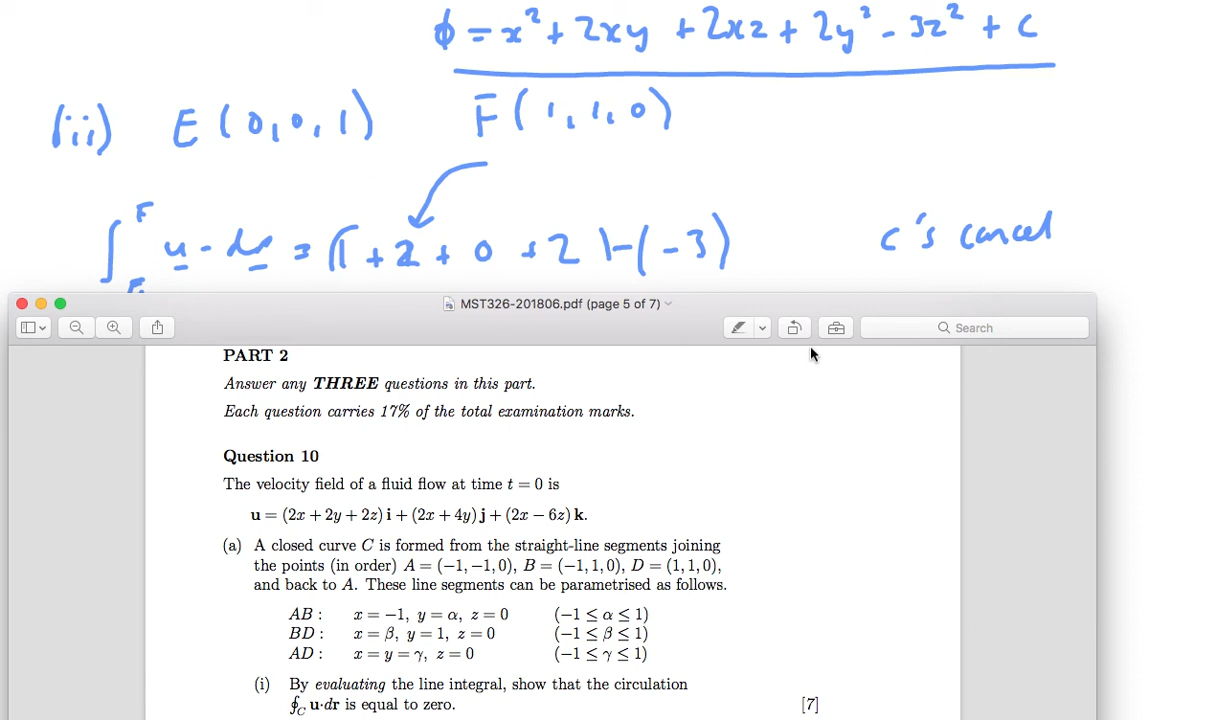 ϕ = x² + 2xy + 2xz + 2y² - 3z² + c
(ii) E(0,0,1) F(1,1,0)
∫ F E u · dr = (1 + 2 + 0 + 2) - (-3) c's cancel
MST326-201806.pdf (page 5 of 7)
Search
PART 2
Answer any THREE questions in this part.
Each question carries 17% of the total examination marks.
Question 10
The velocity field of a fluid flow at time t = 0 is
u = (2x + 2y + 2z) i + (2x + 4y) j + (2x − 6z) k.
(a) A closed curve C is formed from the straight-line segments joining
the points (in order) A = (−1, −1, 0), B = (−1, 1, 0), D = (1, 1, 0),
and back to A. These line segments can be parametrised as follows.
AB : x = −1, y = α, z = 0 (−1 ≤ α ≤ 1)
BD : x = β, y = 1, z = 0 (−1 ≤ β ≤ 1)
AD : x = y = γ, z = 0 (−1 ≤ γ ≤ 1)
(i) By evaluating the line integral, show that the circulation
∮C u·dr is equal to zero. [7]